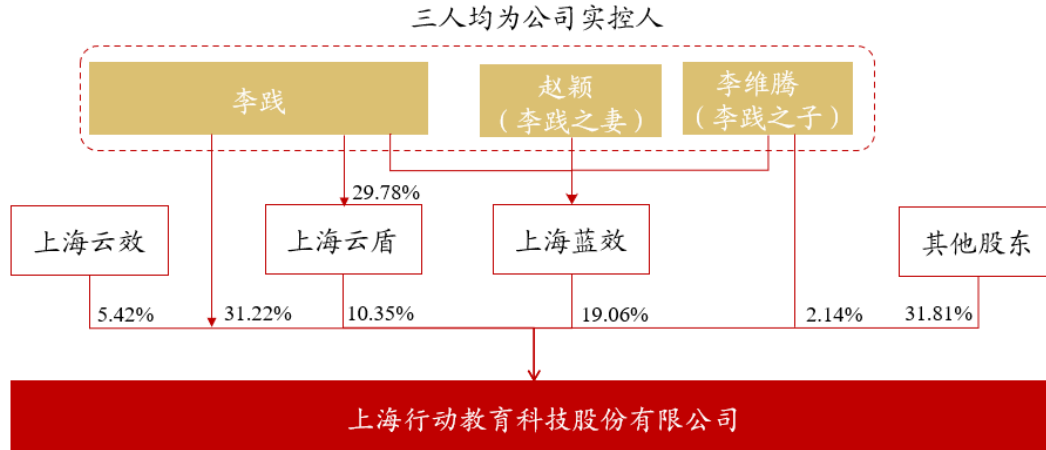 三人均为公司实控人
李践
赵颖
（李践之妻）
李维腾
（李践之子）
29.78%
上海云效
上海云盾
上海蓝效
其他股东
5.42%
31.22%
10.35%
19.06%
2.14%
31.81%
上海行动教育科技股份有限公司